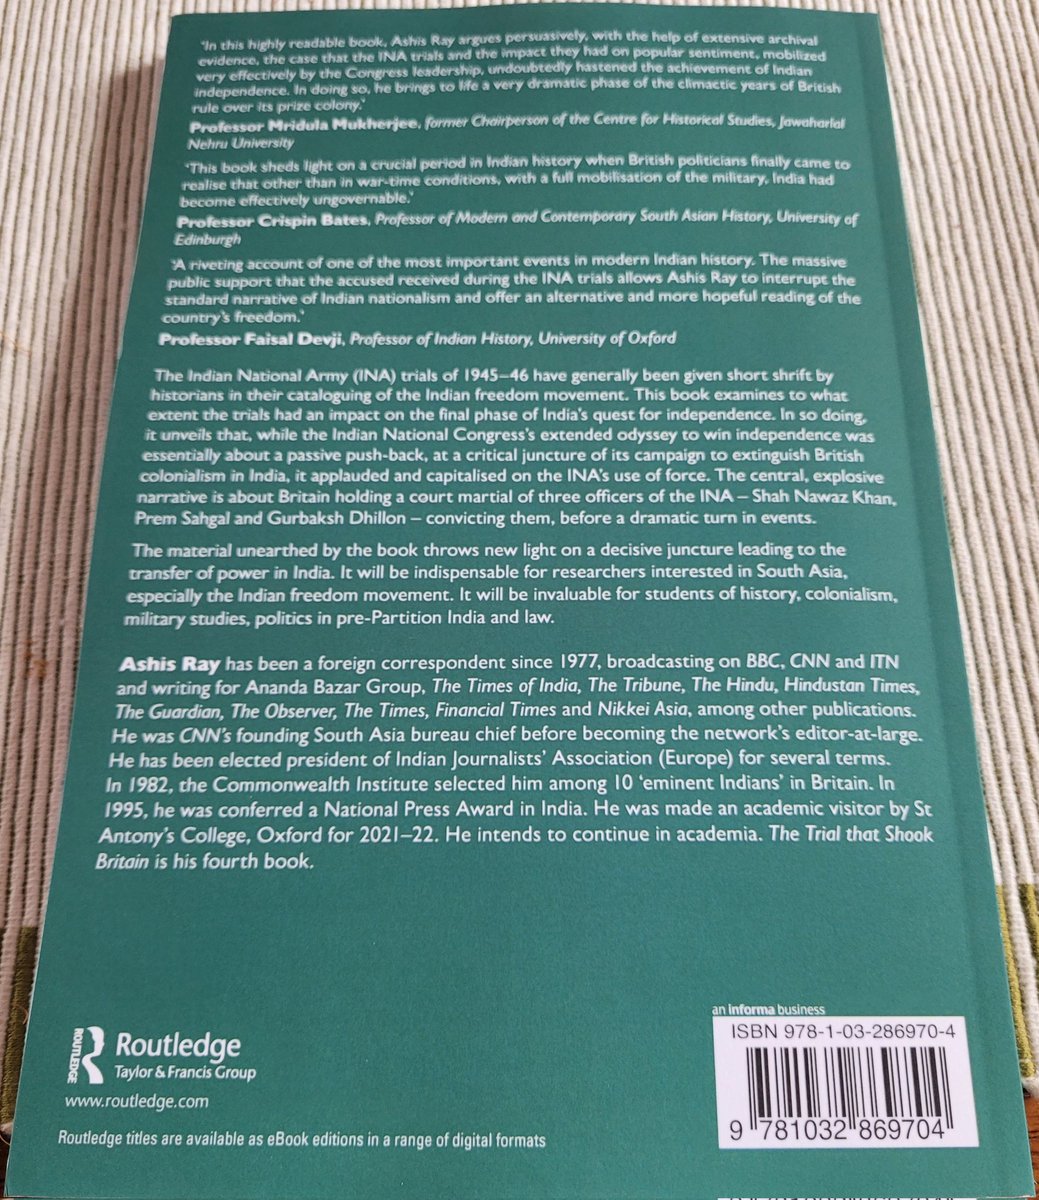 'In this highly readable book, Ashis Ray argues persuasively, with the help of extensive archival
evidence, the case that the INA trials and the impact they had on popular sentiment, mobilized
very effectively by the Congress leadership, undoubtedly hastened the achievement of Indian
independence. In doing so, he brings to life a very dramatic phase of the climactic years of British
rule over its prize colony.'
Professor Mridula Mukherjee, former Chairperson of the Centre for Historical Studies, Jawaharlal
Nehru University
'This book sheds light on a crucial period in Indian history when British politicians finally came to
realise that other than in war-time conditions, with a full mobilisation of the military, India had
become effectively ungovernable.'
Professor Crispin Bates, Professor of Modern and Contemporary South Asian History, University of
Edinburgh
'A riveting account of one of the most important events in modern Indian history. The massive
public support that the accused received during the INA trials allows Ashis Ray to interrupt the
standard narrative of Indian nationalism and offer an alternative and more hopeful reading of the
country's freedom.'
Professor Faisal Devji, Professor of Indian History, University of Oxford
The Indian National Army (INA) trials of 1945–46 have generally been given short shrift by
historians in their cataloguing of the Indian freedom movement. This book examines to what
extent the trials had an impact on the final phase of India's quest for independence. In so doing,
it unveils that, while the Indian National Congress's extended odyssey to win independence was
essentially about a passive push-back, at a critical juncture of its campaign to extinguish British
colonialism in India, it applauded and capitalised on the INA's use of force. The central, explosive
narrative is about Britain holding a court martial of three officers of the INA – Shah Nawaz Khan,
Prem Sahgal and Gurbaksh Dhillon – convicting them, before a dramatic turn in events.
The material unearthed by the book throws new light on a decisive juncture leading to the
transfer of power in India. It will be indispensable for researchers interested in South Asia,
especially the Indian freedom movement. It will be invaluable for students of history, colonialism,
military studies, politics in pre-Partition India and law.
Ashis Ray has been a foreign correspondent since 1977, broadcasting on BBC, CNN and ITN
and writing for Ananda Bazar Group, The Times of India, The Tribune, The Hindu, Hindustan Times,
The Guardian, The Observer, The Times, Financial Times and Nikkei Asia, among other publications.
He was CNN's founding South Asia bureau chief before becoming the network's editor-at-large.
He has been elected president of Indian Journalists' Association (Europe) for several terms.
In 1982, the Commonwealth Institute selected him among 10 'eminent Indians' in Britain. In
1995, he was conferred a National Press Award in India. He was made an academic visitor by St
Antony's College, Oxford for 2021–22. He intends to continue in academia. The Trial that Shook
Britain is his fourth book.
an informa business
ISBN 978-1-03-286970-4
9 781032 869704
ROUTLEDGE
Routledge
Taylor & Francis Group
www.routledge.com
Routledge titles are available as eBook editions in a range of digital formats